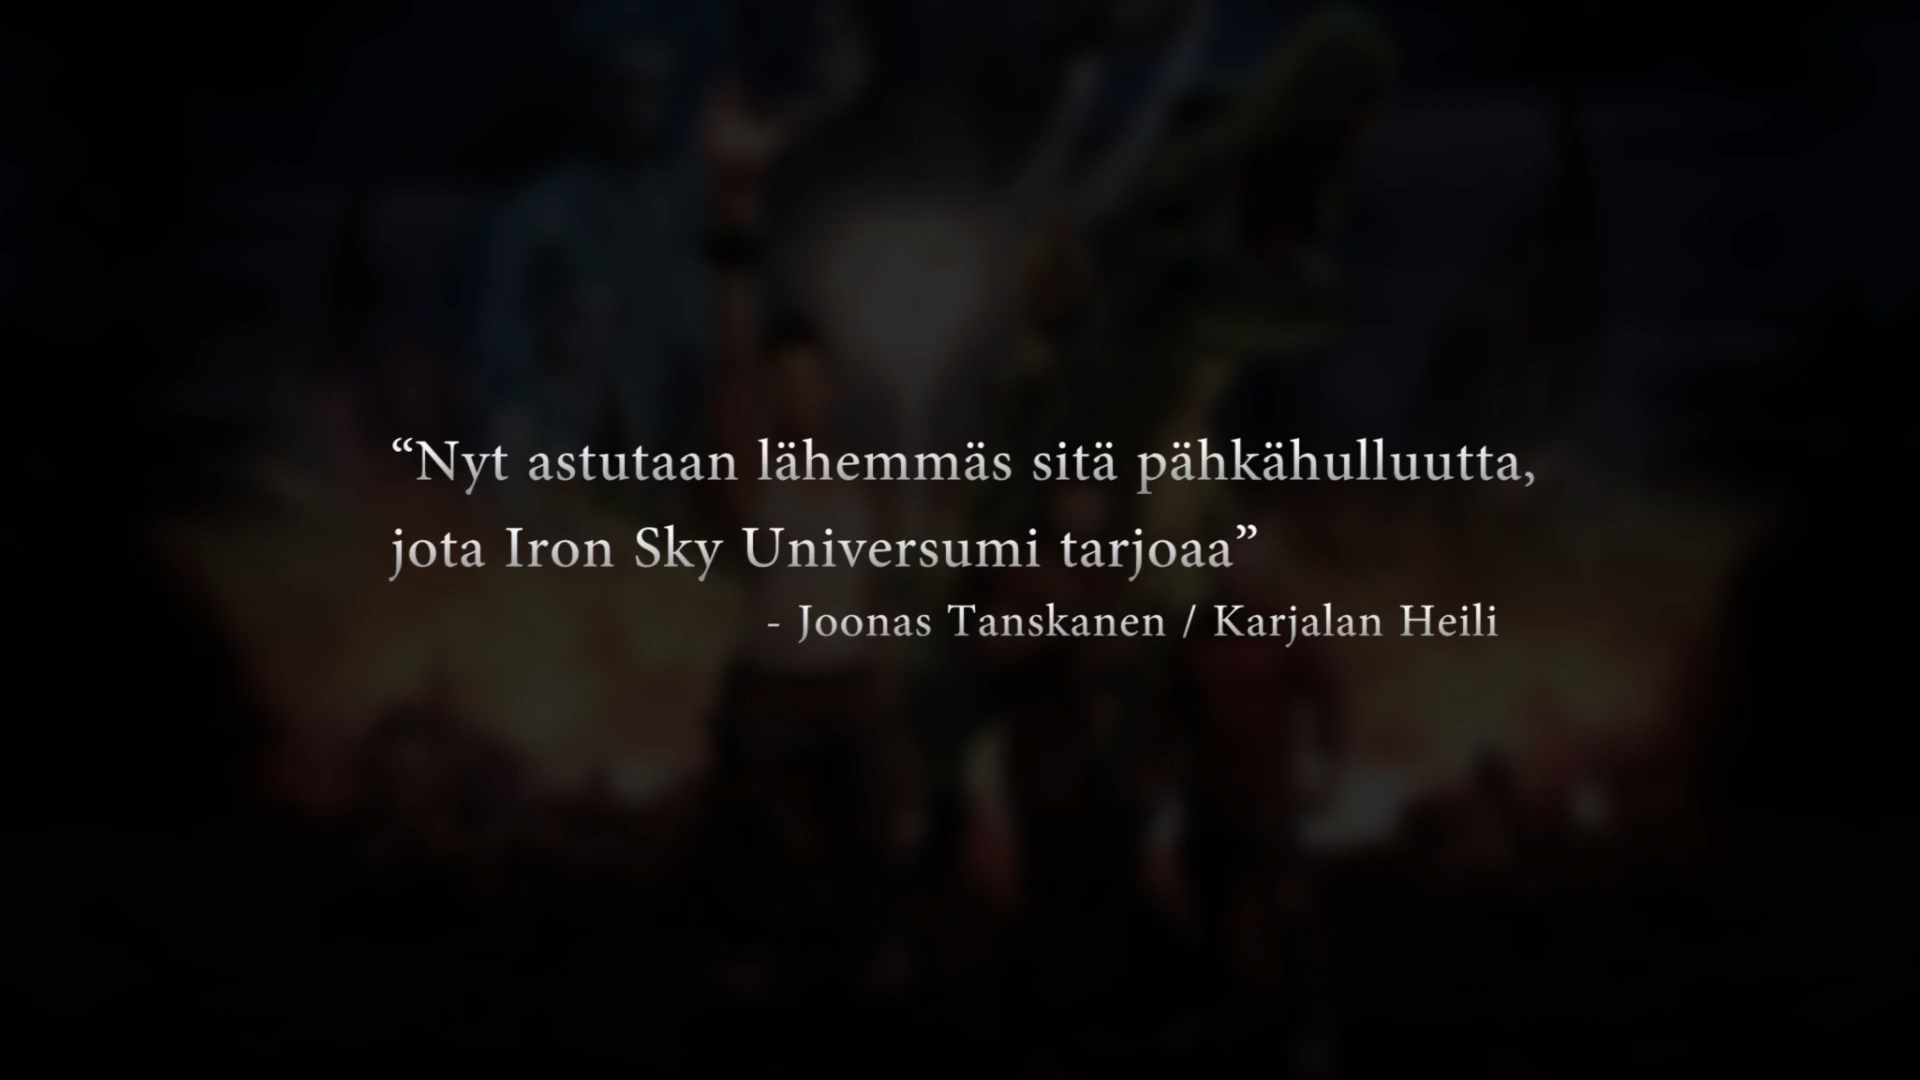 “Nyt astutaan lähemmäs sitä pähkähulluutta,
jota Iron Sky Universumi tarjoaa”
- Joonas Tanskanen / Karjalan Heili